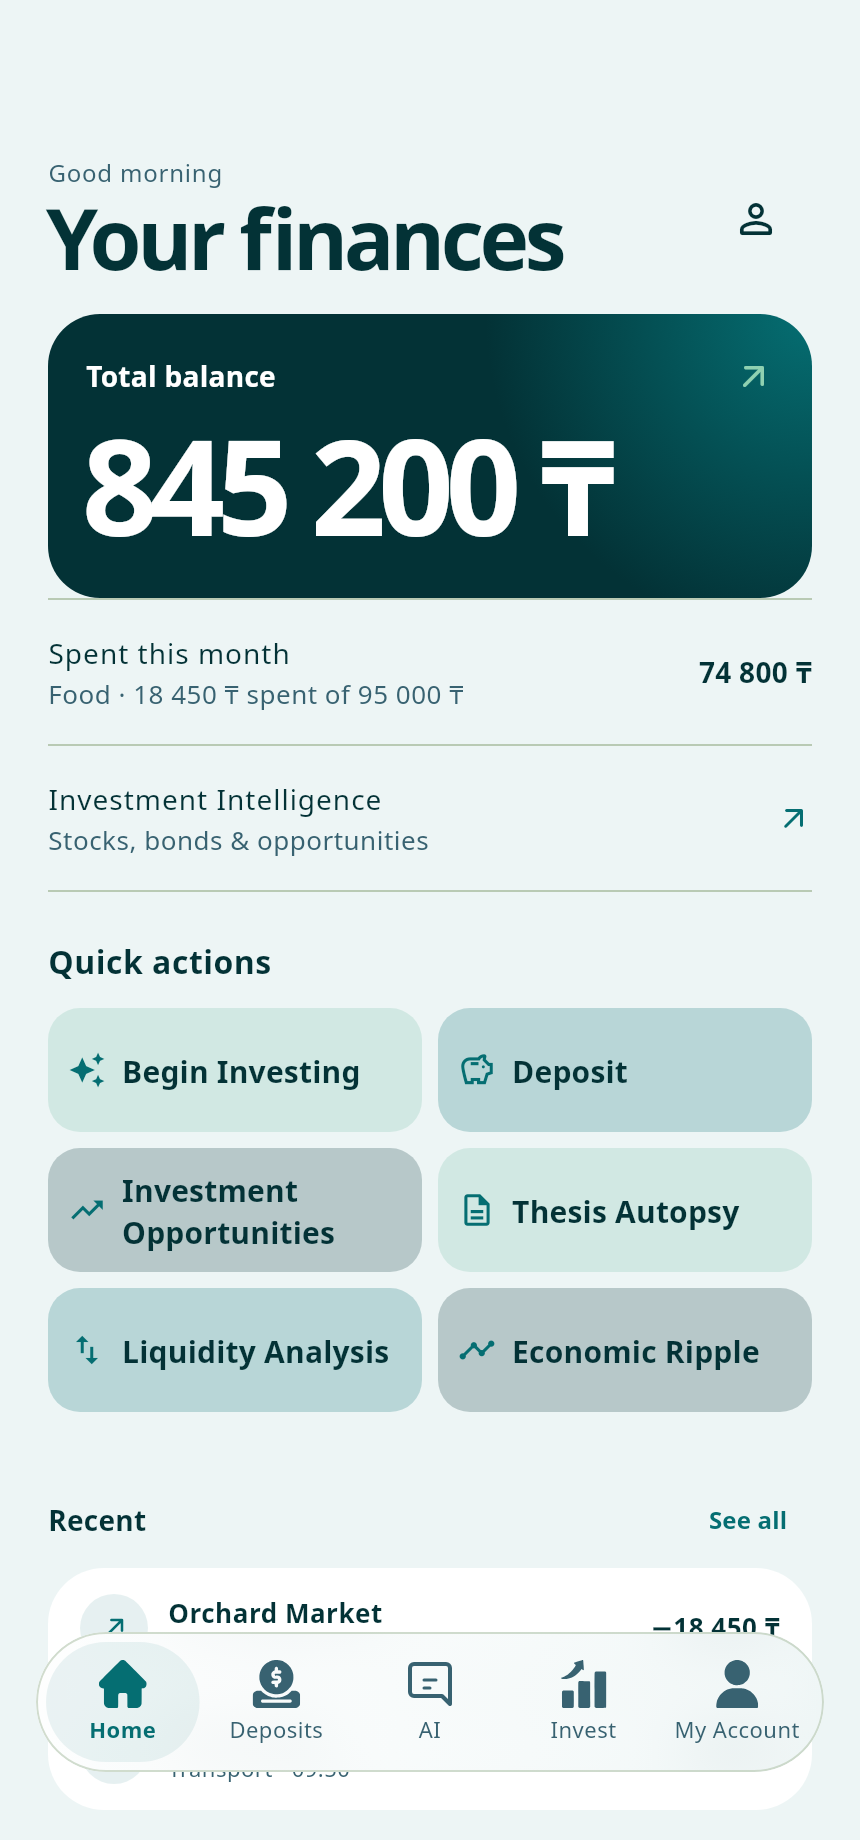 Good morning
Your finances
Total balance
845 200 ₸
Spent this month
74 800 ₸
Food · 18 450 ₸ spent of 95 000 ₸
Investment Intelligence
Stocks, bonds & opportunities
Quick actions
Begin Investing
Deposit
Investment
Opportunities
Thesis Autopsy
Liquidity Analysis
Economic Ripple
Recent
See all
Orchard Market
−18 450 ₸
Home
Deposits
AI
Invest
My Account
Transport